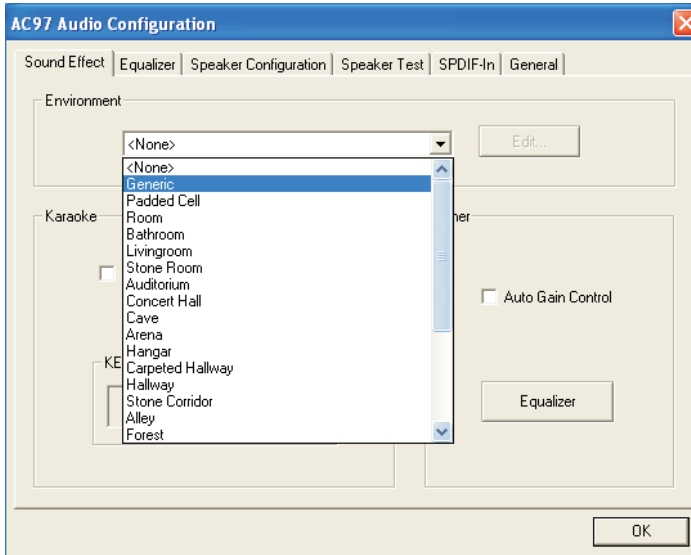 AC97 Audio Configuration
Sound Effect Equalizer Speaker Configuration Speaker Test SPDIF-In General
Environment
<None>
Edit...
<None>
Generic
Padded Cell
Room
Bathroom
Livingroom
Stone Room
Auditorium
Concert Hall
Cave
Arena
Hangar
Carpeted Hallway
Hallway
Stone Corridor
Alley
Forest
Karaoke
KE
Auto Gain Control
Equalizer
OK